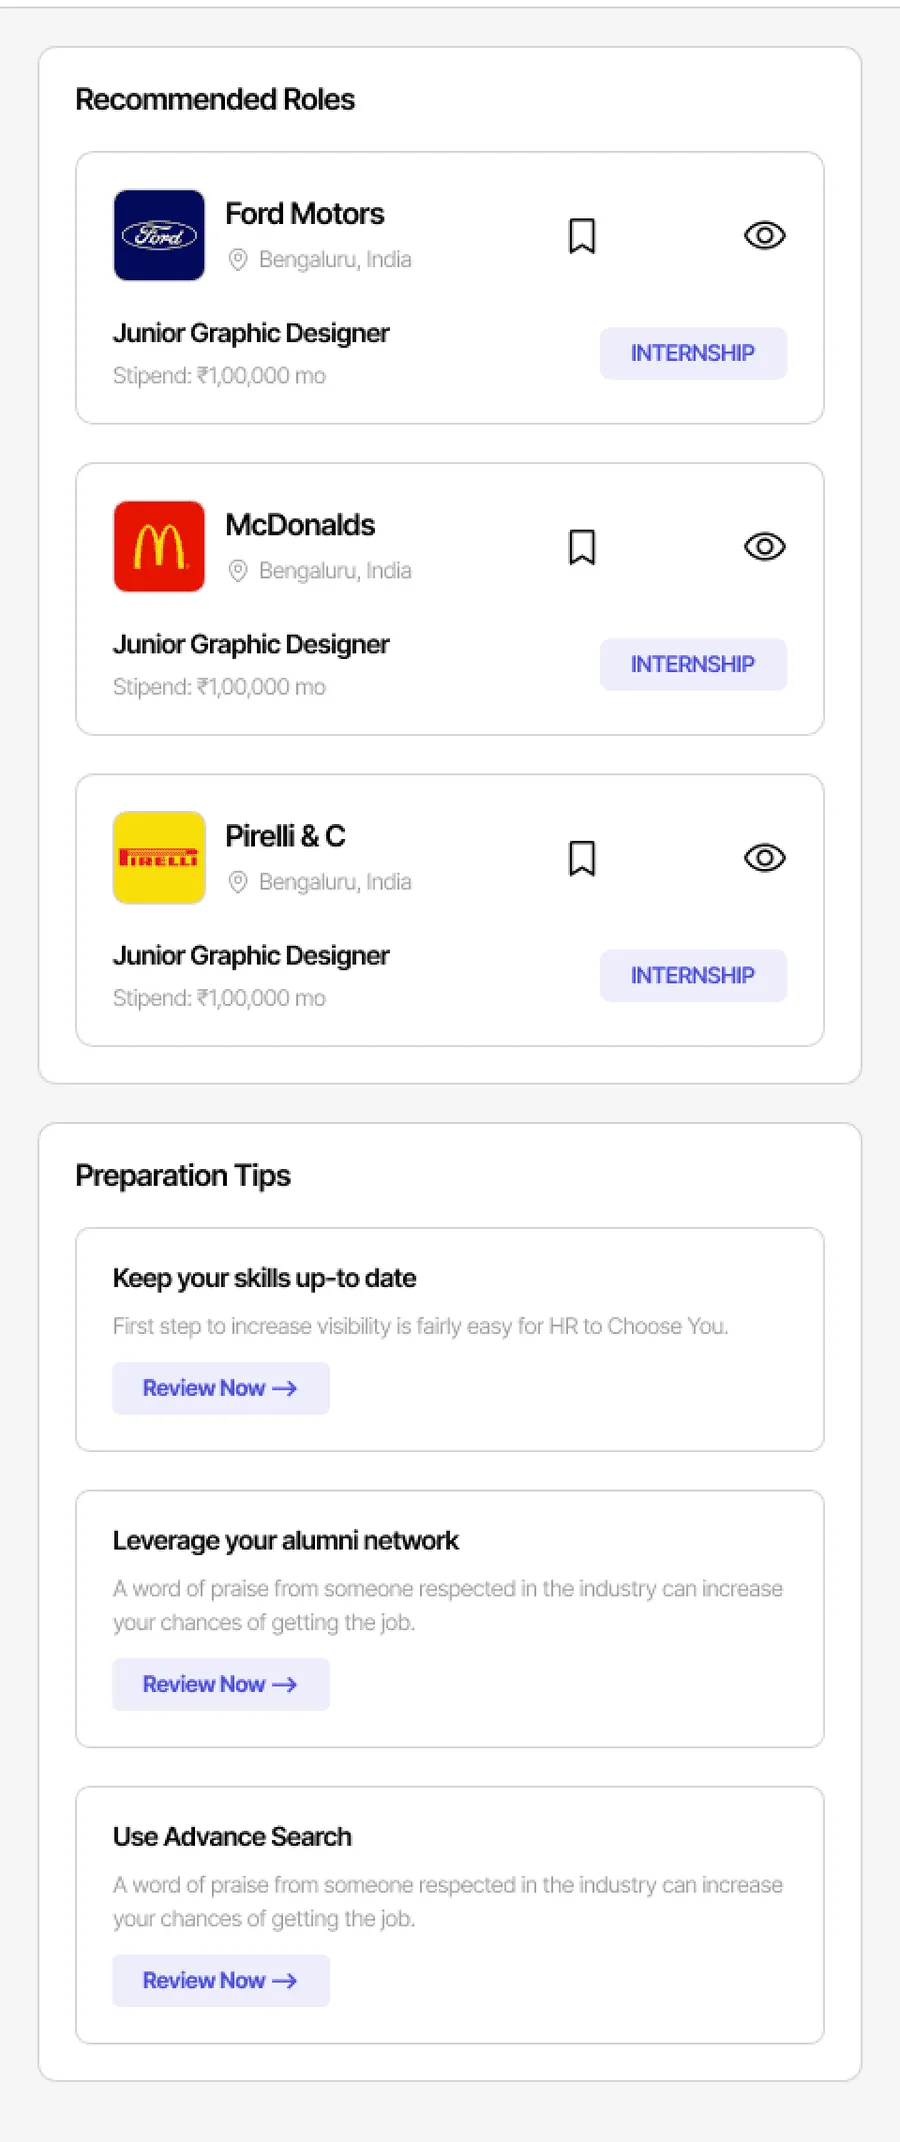 Recommended Roles
Ford
Ford Motors
Bengaluru, India
Junior Graphic Designer
Stipend: ₹1,00,000 mo
INTERNSHIP
McDonalds
Bengaluru, India
Junior Graphic Designer
Stipend: ₹1,00,000 mo
INTERNSHIP
PIRELLI
Pirelli & C
Bengaluru, India
Junior Graphic Designer
Stipend: ₹1,00,000 mo
INTERNSHIP
Preparation Tips
Keep your skills up-to date
First step to increase visibility is fairly easy for HR to Choose You.
Review Now →
Leverage your alumni network
A word of praise from someone respected in the industry can increase
your chances of getting the job.
Review Now →
Use Advance Search
A word of praise from someone respected in the industry can increase
your chances of getting the job.
Review Now →